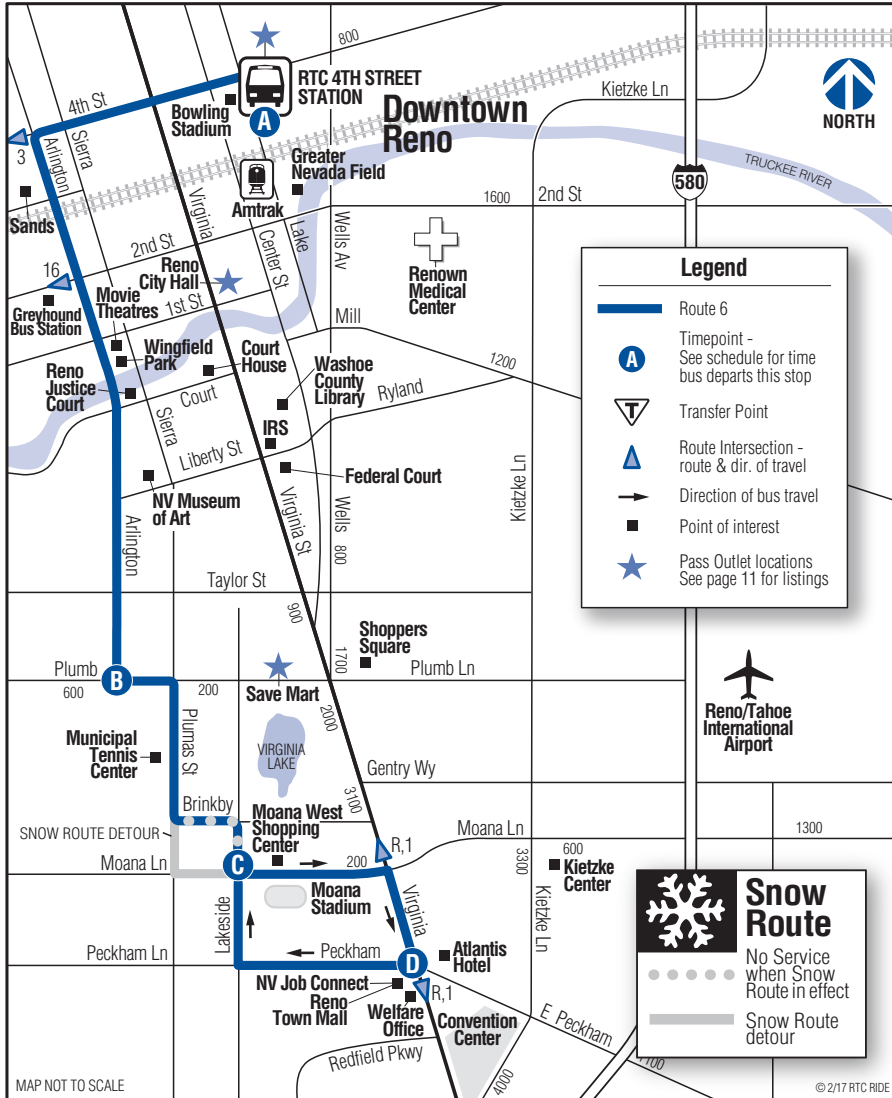 800
RTC 4TH STREET
STATION
4th St
Bowling
Stadium
A
Downtown
Reno
Kietzke Ln
NORTH
3
Arlington
Sierra
Greater
Nevada Field
TRUCKEE RIVER
580
Sands
Amtrak
Virginia
1600
2nd St
2nd St
Center St
Lake
Wells Av
Renown
Medical
Center
16
Reno
City Hall
Greyhound
Bus Station
Movie
Theatres
1st St
Mill
Wingfield
Park
Court
House
Washoe
County
Library
1200
Reno
Justice
Court
Court
Ryland
Sierra
IRS
Liberty St
Federal Court
NV Museum
of Art
Virginia St
Wells
800
Kietzke Ln
Arlington
Taylor St
900
Shoppers
Square
1700
Plumb
600
B
200
Plumb Ln
Save Mart
2000
Reno/Tahoe
International
Airport
Municipal
Tennis
Center
Plumas St
VIRGINIA
LAKE
Gentry Wy
3100
Brinkby
Moana West
Shopping
Center
SNOW ROUTE DETOUR
R,1
Moana Ln
1300
Moana Ln
C
200
3300
600
Kietzke
Center
Moana
Stadium
Virginia
Lakeside
Kietzke Ln
Peckham Ln
Peckham
D
Atlantis
Hotel
NV Job Connect
Reno
Town Mall
R,1
Welfare
Office
Convention
Center
E Peckham
1100
Redfield Pkwy
4000
MAP NOT TO SCALE
© 2/17 RTC RIDE
Legend
Route 6
A
Timepoint -
See schedule for time
bus departs this stop
T
Transfer Point
Route Intersection -
route & dir. of travel
Direction of bus travel
Point of interest
Pass Outlet locations
See page 11 for listings
Snow
Route
No Service
when Snow
Route in effect
Snow Route
detour